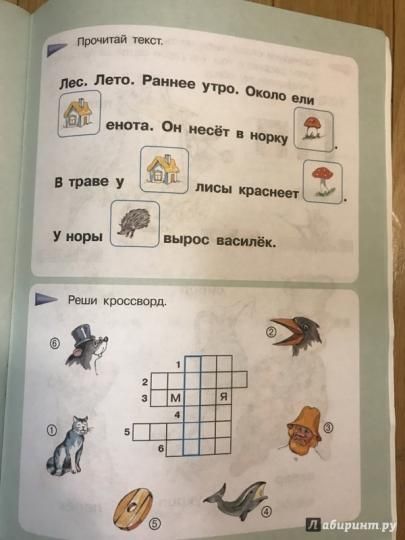 Прочитай текст.
Лес. Лето. Раннее утро. Около ели
енота. Он несёт в норку .
В траве у лисы краснеет .
У норы вырос василёк.
Реши кроссворд.
6
2
1
2
3 М Я
4
5
6
1
3
5
4
Лабиринт.ру